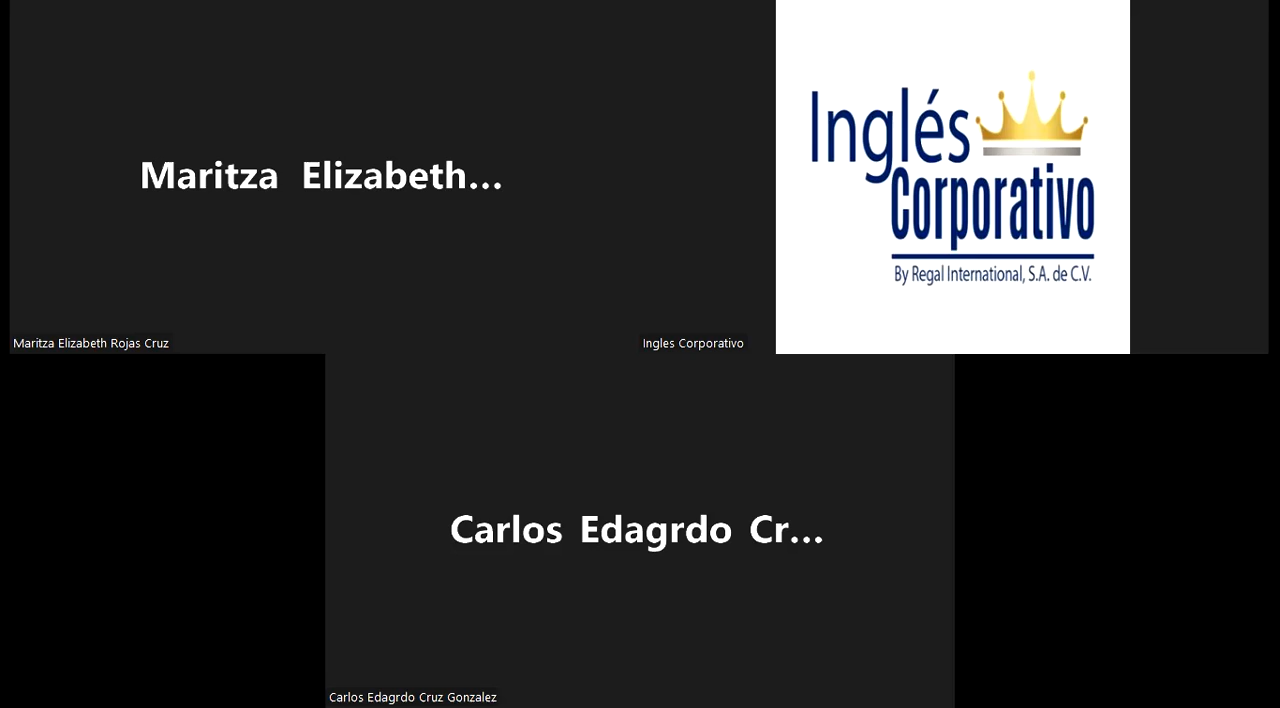 Maritza Elizabeth...
Maritza Elizabeth Rojas Cruz
Inglés
Corporativo
By Regal International, S.A. de C.V.
Ingles Corporativo
Carlos Edagrdo Cr...
Carlos Edagrdo Cruz Gonzalez